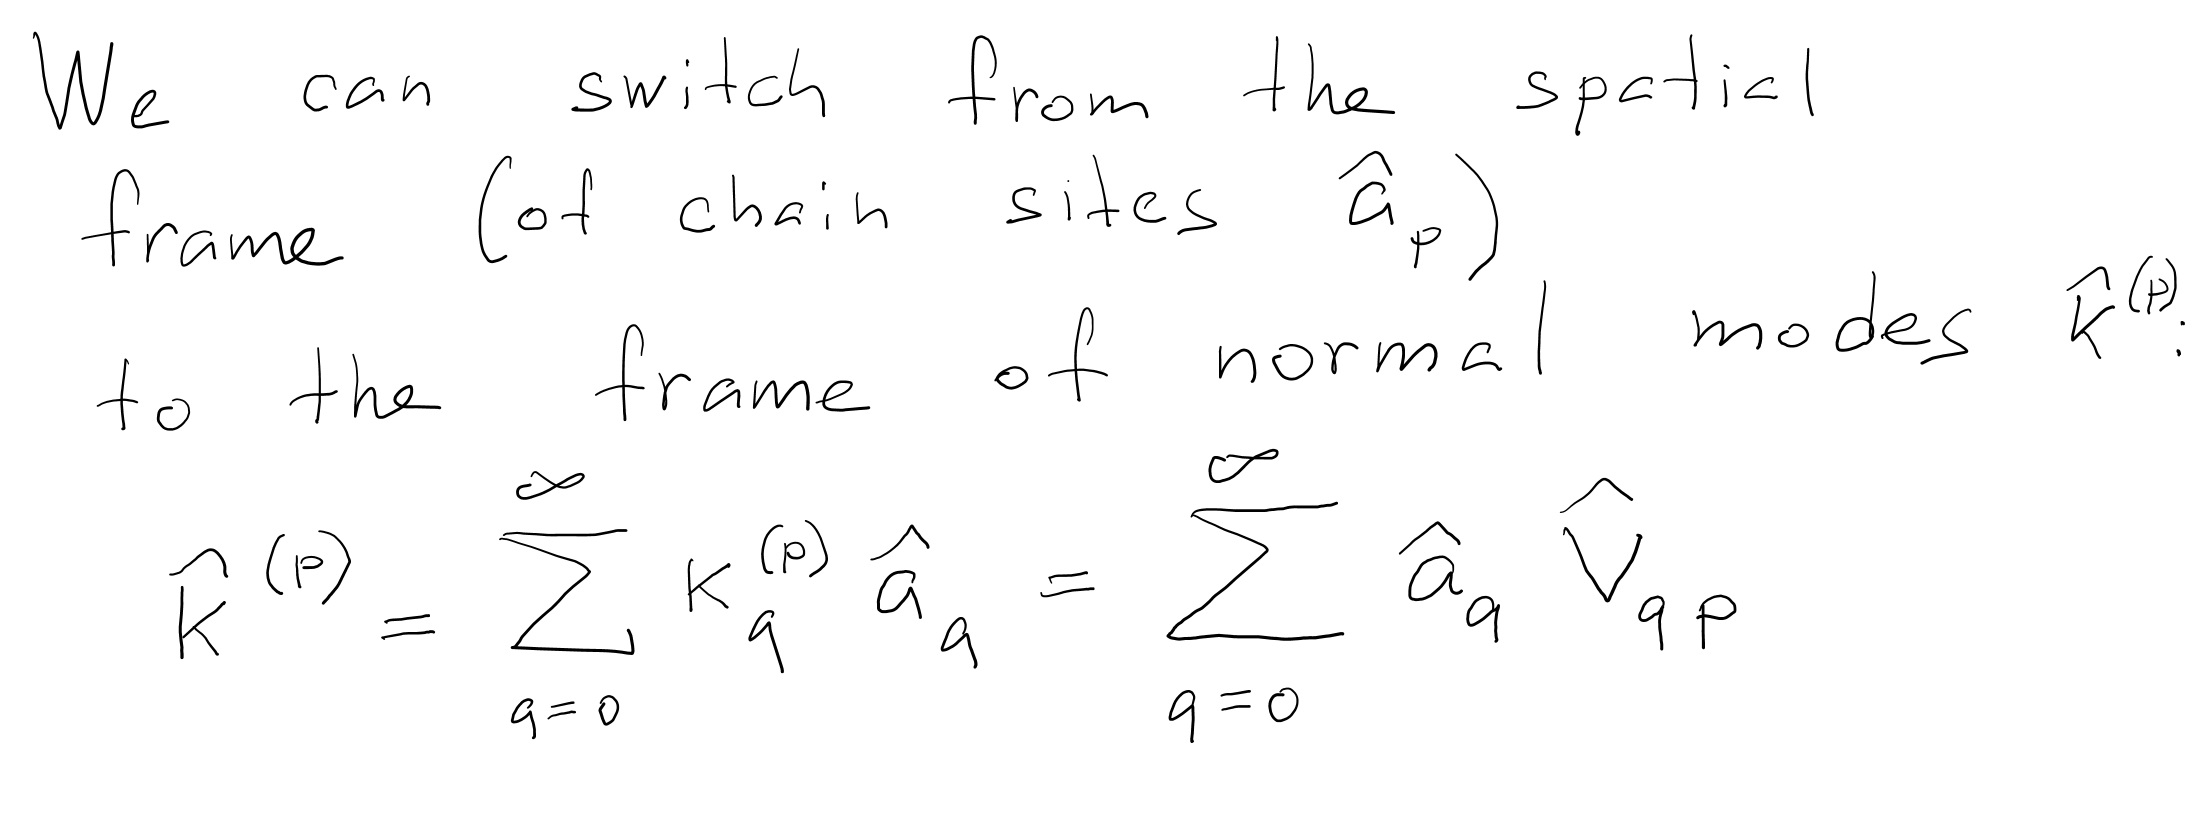 We can switch from the spatial
frame (of chain sites $\hat{a}_p$)
to the frame of normal modes $\hat{k}^{(p)}$:
$\hat{k}^{(p)} = \sum_{q=0}^{\infty} k_q^{(p)} \hat{a}_q = \sum_{q=0}^{\infty} \hat{a}_q \hat{V}_{qp}$